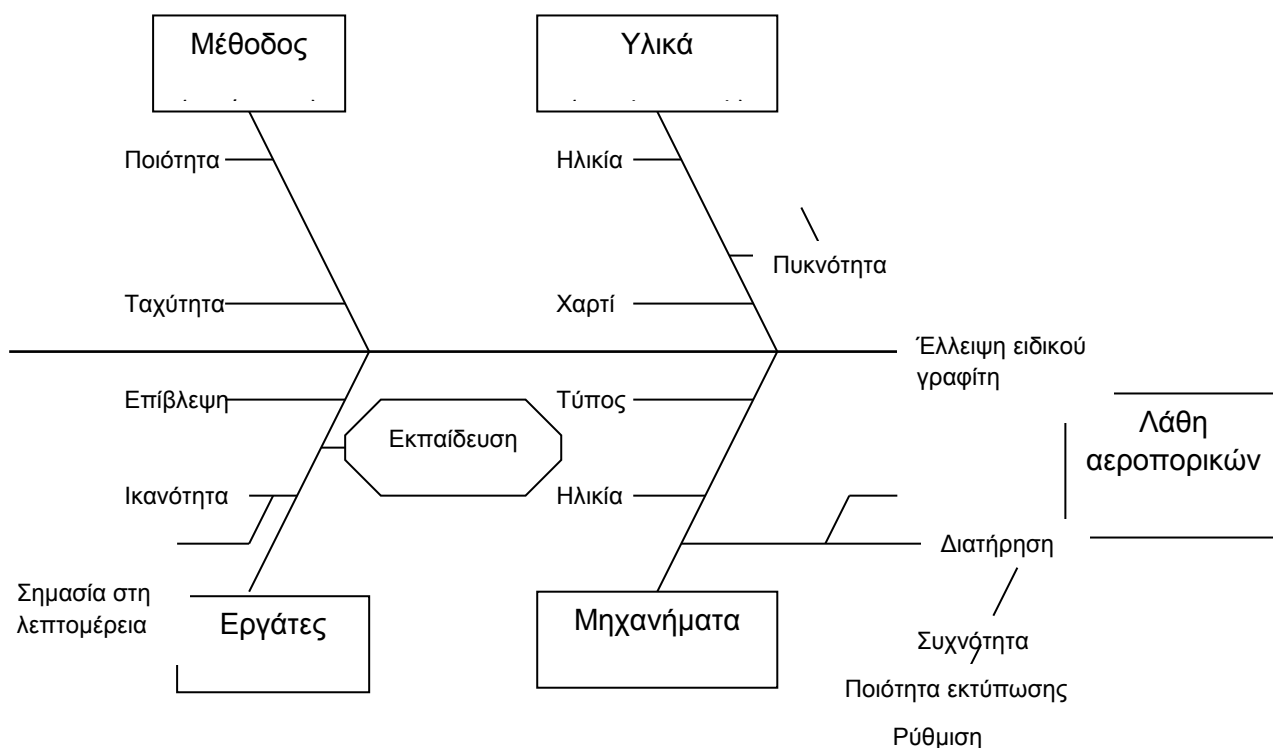 Μέθοδος
Υλικά
Ποιότητα
Ηλικία
Πυκνότητα
Ταχύτητα
Χαρτί
Έλλειψη ειδικού
γραφίτη
Επίβλεψη
Τύπος
Λάθη
αεροπορικών
Εκπαίδευση
Ικανότητα
Ηλικία
Διατήρηση
Σημασία στη
λεπτομέρεια
Εργάτες
Μηχανήματα
Συχνότητα
Ποιότητα εκτύπωσης
Ρύθμιση